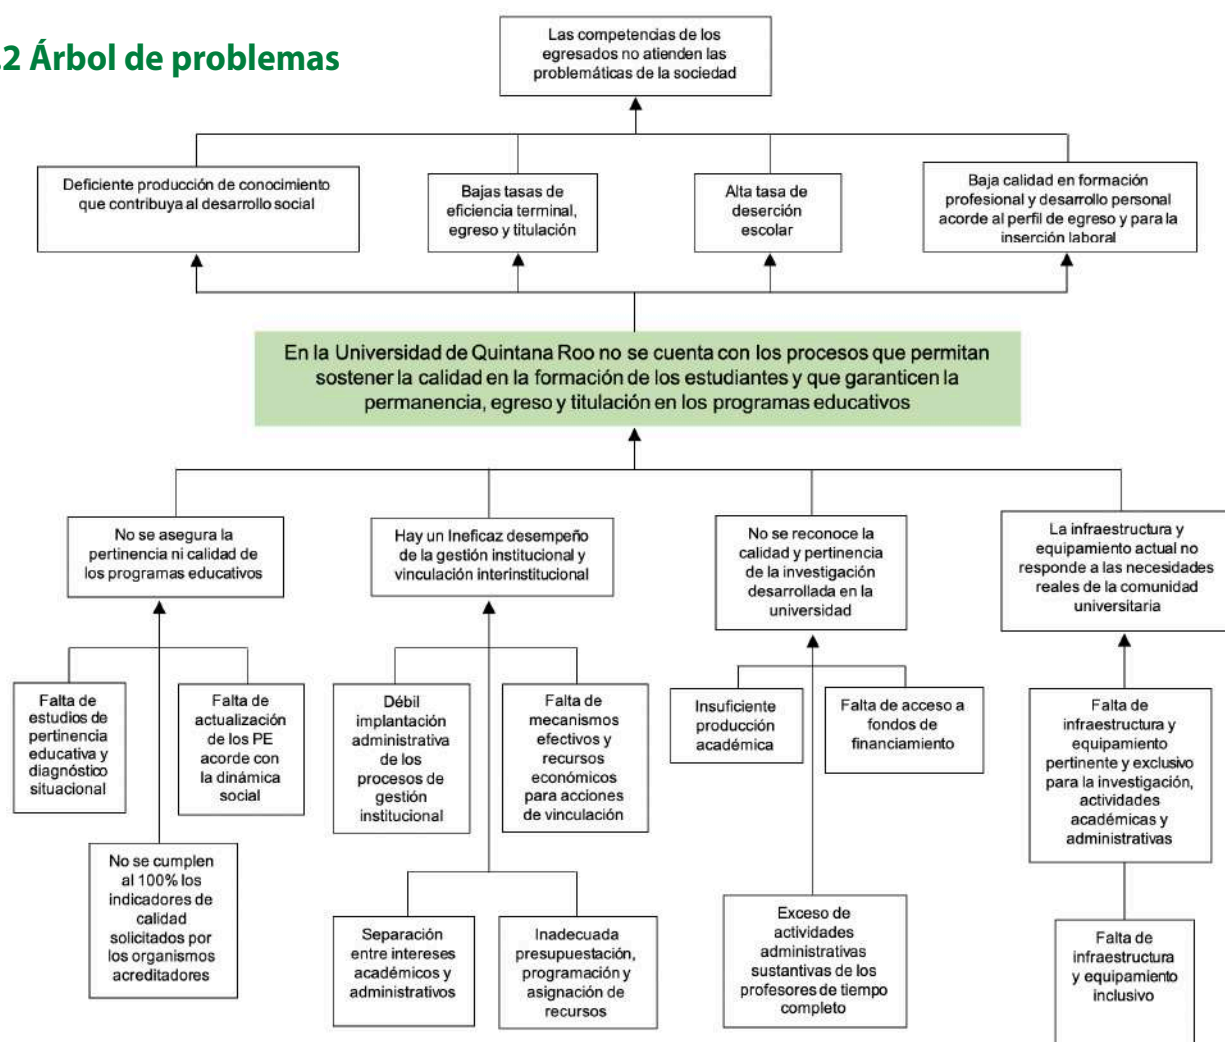 .2 Árbol de problemas
Las competencias de los
egresados no atienden las
problemáticas de la sociedad
Deficiente producción de conocimiento
que contribuya al desarrollo social
Bajas tasas de
eficiencia terminal,
egreso y titulación
Alta tasa de
deserción
escolar
Baja calidad en formación
profesional y desarrollo personal
acorde al perfil de egreso y para la
inserción laboral
En la Universidad de Quintana Roo no se cuenta con los procesos que permitan
sostener la calidad en la formación de los estudiantes y que garanticen la
permanencia, egreso y titulación en los programas educativos
No se asegura la
pertinencia ni calidad de
los programas educativos
Hay un Ineficaz desempeño
de la gestión institucional y
vinculación interinstitucional
No se reconoce la
calidad y pertinencia
de la investigación
desarrollada en la
universidad
La infraestructura y
equipamiento actual no
responde a las necesidades
reales de la comunidad
universitaria
Falta de
estudios de
pertinencia
educativa y
diagnóstico
situacional
Falta de
actualización
de los PE
acorde con
la dinámica
social
Débil
implantación
administrativa
de los
procesos de
gestión
institucional
Falta de
mecanismos
efectivos y
recursos
económicos
para acciones
de vinculación
Insuficiente
producción
académica
Falta de acceso a
fondos de
financiamiento
Falta de
infraestructura y
equipamiento
pertinente y exclusivo
para la investigación,
actividades
académicas y
administrativas
No se cumplen
al 100% los
indicadores de
calidad
solicitados por
los organismos
acreditadores
Separación
entre intereses
académicos y
administrativos
Inadecuada
presupuestación,
programación y
asignación de
recursos
Exceso de
actividades
administrativas
sustantivas de los
profesores de tiempo
completo
Falta de
infraestructura
y equipamiento
inclusivo